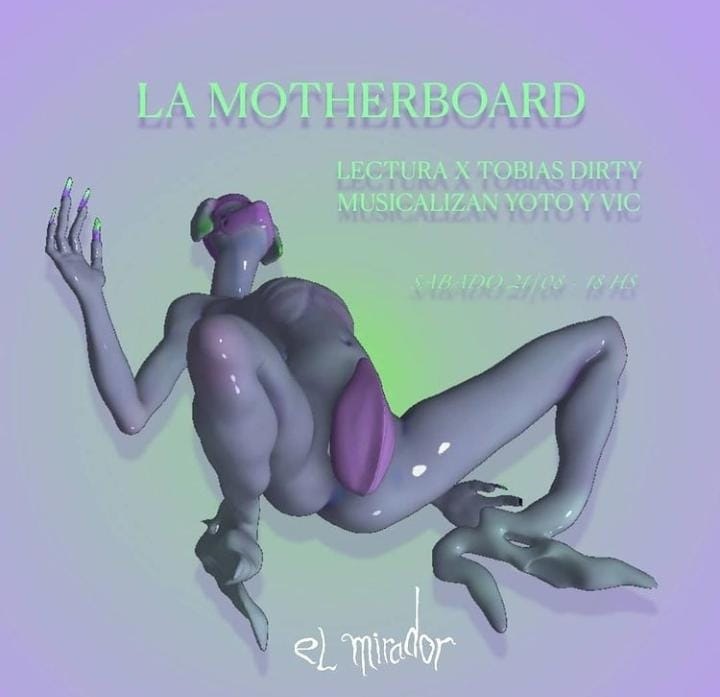 LA MOTHERBOARD
LECTURA X TOBIAS DIRTY
MUSICALIZAN YOTO Y VIC
SABADO 21/08 - 18 HS
eL mirador